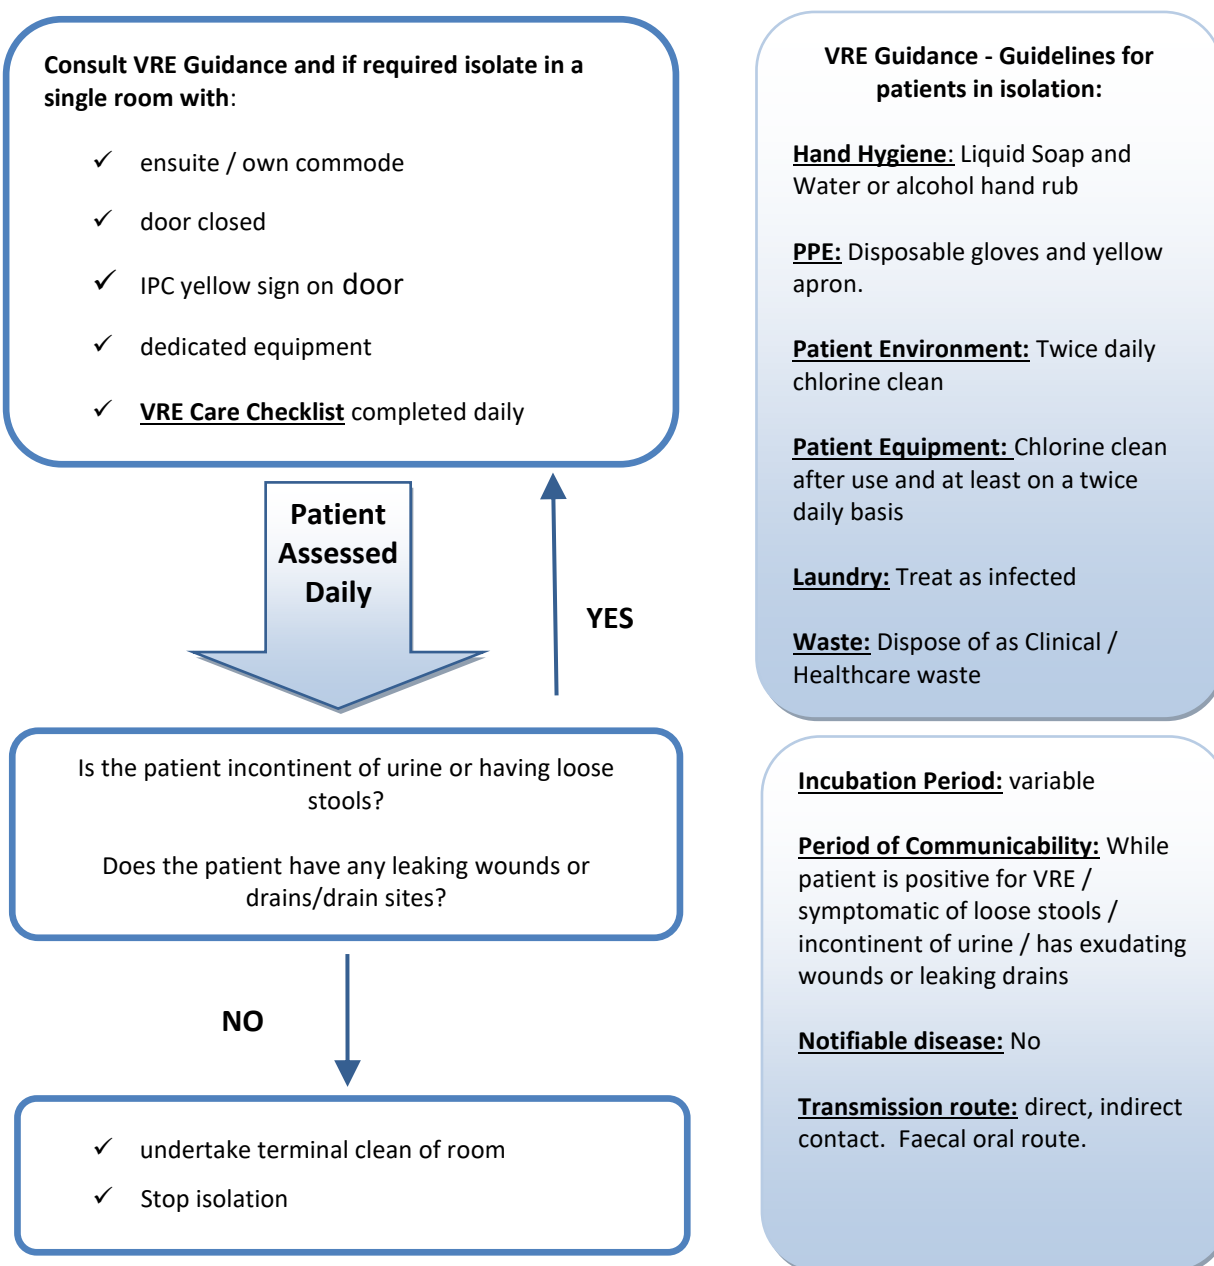 Consult VRE Guidance and if required isolate in a
single room with:
✓ ensuite / own commode
✓ door closed
✓ IPC yellow sign on door
✓ dedicated equipment
✓ VRE Care Checklist completed daily
Patient
Assessed
Daily
YES
Is the patient incontinent of urine or having loose
stools?
Does the patient have any leaking wounds or
drains/drain sites?
NO
✓ undertake terminal clean of room
✓ Stop isolation
VRE Guidance - Guidelines for
patients in isolation:
Hand Hygiene: Liquid Soap and
Water or alcohol hand rub
PPE: Disposable gloves and yellow
apron.
Patient Environment: Twice daily
chlorine clean
Patient Equipment: Chlorine clean
after use and at least on a twice
daily basis
Laundry: Treat as infected
Waste: Dispose of as Clinical /
Healthcare waste
Incubation Period: variable
Period of Communicability: While
patient is positive for VRE /
symptomatic of loose stools /
incontinent of urine / has exudating
wounds or leaking drains
Notifiable disease: No
Transmission route: direct, indirect
contact. Faecal oral route.